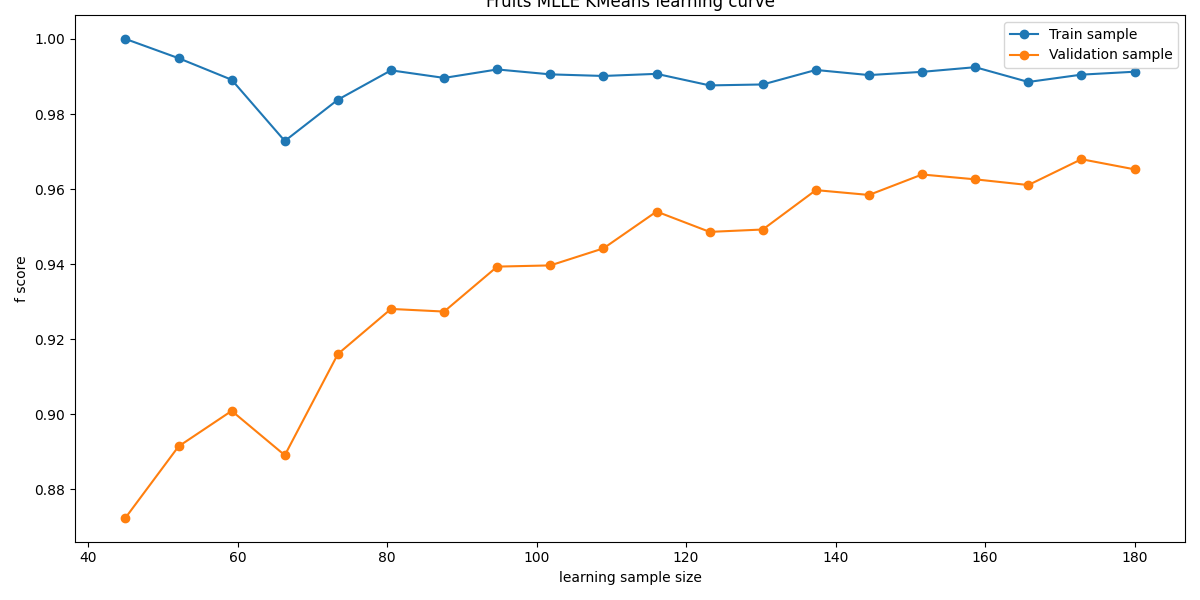 Fruits MLLE KMeans learning curve
Train sample
Validation sample
f score
1.00
0.98
0.96
0.94
0.92
0.90
0.88
40 60 80 100 120 140 160 180
learning sample size